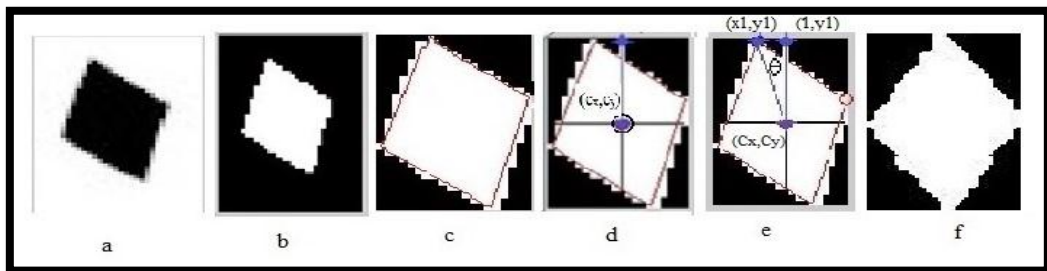 (x1,y1) (1,y1)
θ
(cx,cy)
(Cx,Cy)
a b c d e f